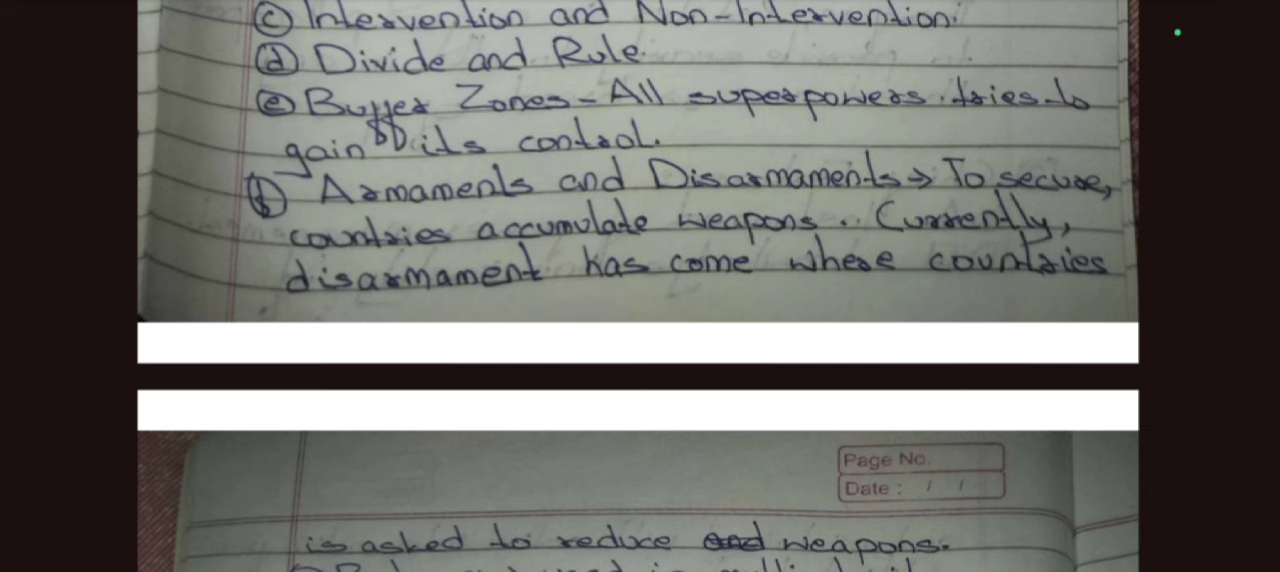 ⓒ Intervention and Non-Intervention.
ⓓ Divide and Rule.
ⓔ Buffer Zones - All superpowers tries to
gain its control.
ⓕ Armaments and Disarmaments → To secure,
countries accumulate weapons. Currently,
disarmament has come where countries
Page No.
Date : / /
is asked to reduce weapons.